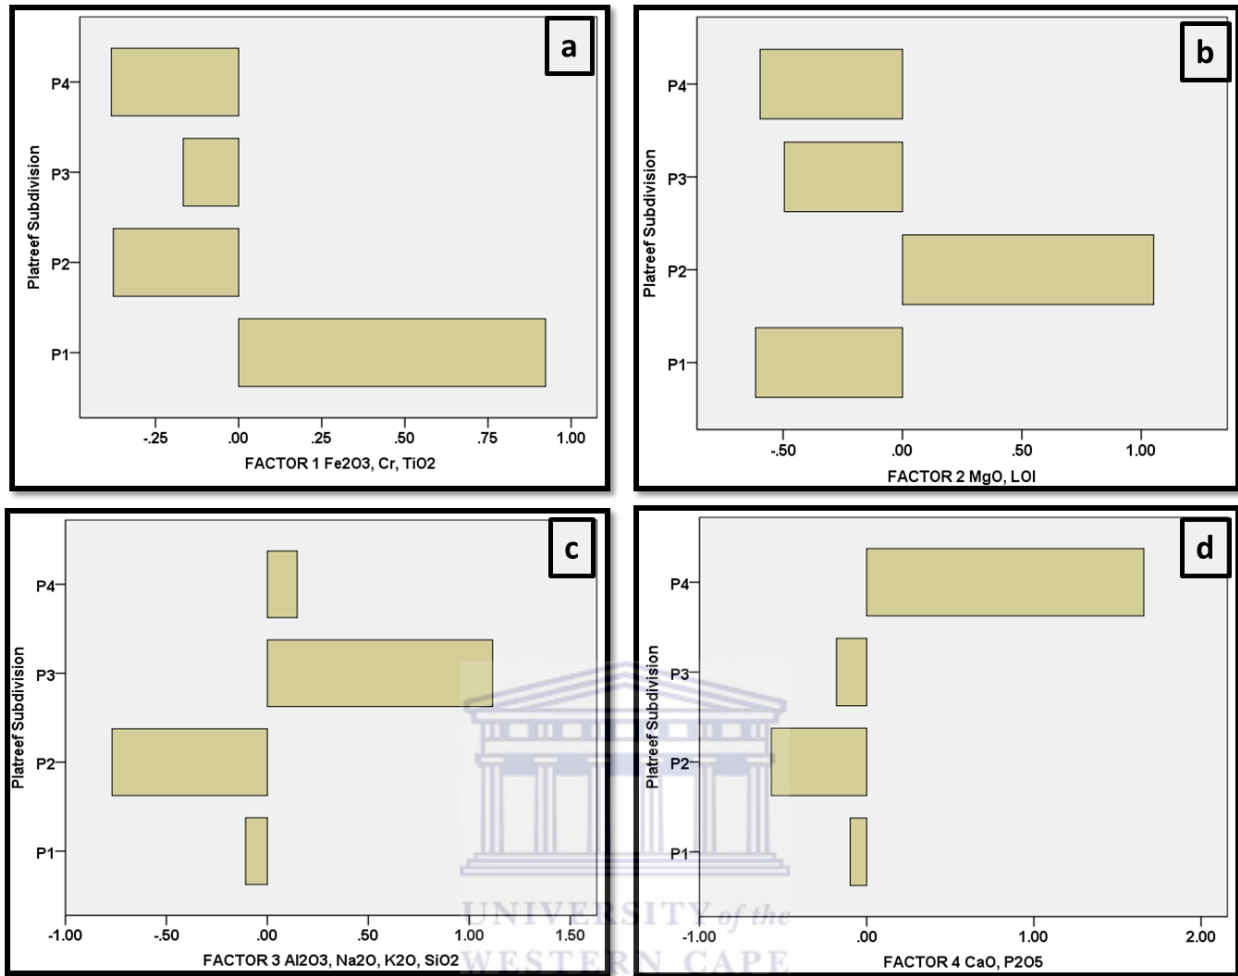 a
Platreef Subdivision
P4
P3
P2
P1
-.25 .00 .25 .50 .75 1.00
FACTOR 1 Fe2O3, Cr, TiO2
b
Platreef Subdivision
P4
P3
P2
P1
-.50 .00 .50 1.00
FACTOR 2 MgO, LOI
c
Platreef Subdivision
P4
P3
P2
P1
-1.00 -.50 .00 .50 1.00 1.50
FACTOR 3 Al2O3, Na2O, K2O, SiO2
d
Platreef Subdivision
P4
P3
P2
P1
-1.00 .00 1.00 2.00
FACTOR 4 CaO, P2O5
UNIVERSITY of the
WESTERN CAPE